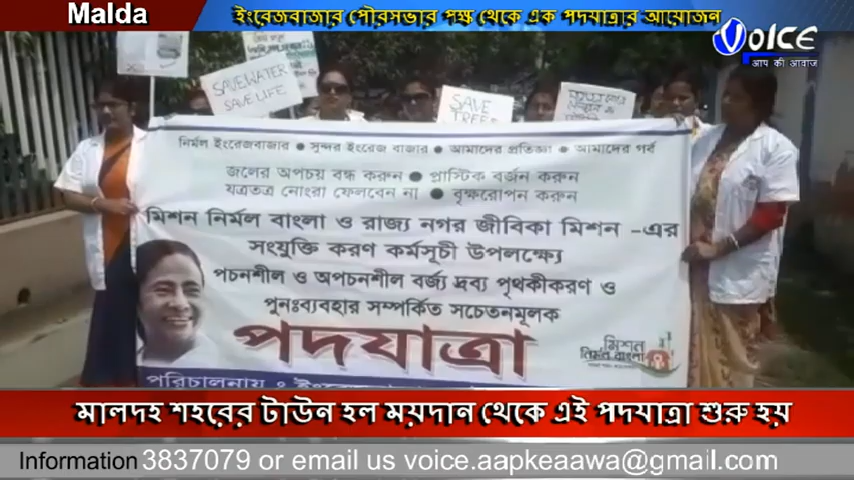 Malda
ইংরেজবাজার পৌরসভার পক্ষ থেকে এক পদযাত্রার আয়োজন
VOICE
आप की आवाज
SAVE WATER
SAVE LIFE
SAVE
TREES
নির্মল ইংরেজবাজার ● সুন্দর ইংরেজ বাজার ● আমাদের প্রতিজ্ঞা ● আমাদের গর্ব
জলের অপচয় বন্ধ করুন ● প্লাস্টিক বর্জন করুন
যত্রতত্র নোংরা ফেলবেন না ● বৃক্ষরোপন করুন
মিশন নির্মল বাংলা ও রাজ্য নগর জীবিকা মিশন -এর
সংযুক্তি করণ কর্মসূচী উপলক্ষ্যে
পচনশীল ও অপচনশীল বর্জ্য দ্রব্য পৃথকীকরণ ও
পুনঃব্যবহার সম্পর্কিত সচেতনমূলক
পদযাত্রা
মিশন
নির্মল বাংলা
পরিচালনায় ঃ
মালদহ শহরের টাউন হল ময়দান থেকে এই পদযাত্রা শুরু হয়
Information 3837079 or email us voice.aapkeaawa@gmail.com